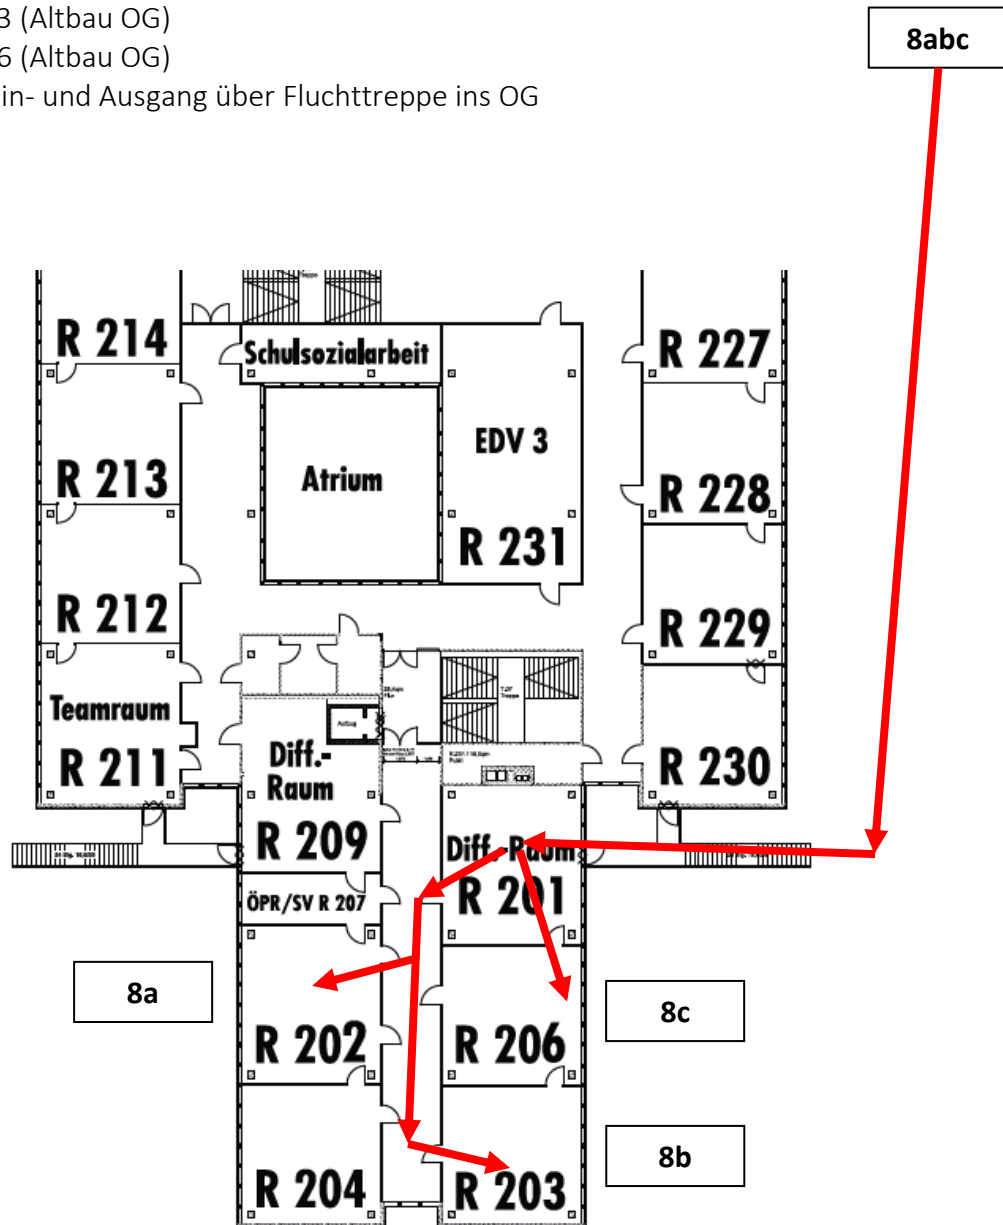 3 (Altbau OG)
8abc
6 (Altbau OG)
in- und Ausgang über Fluchttreppe ins OG
R 214
Schulsozialarbeit
R 227
EDV 3
Atrium
R 213
R 228
R 231
R 212
R 229
Teamraum
R 211
Aufzug
Treppe
Diff.-
Raum
R 230
R 209
Diff.-Raum
R 201
ÖPR/SV R 207
8a
8c
R 202
R 206
8b
R 204
R 203